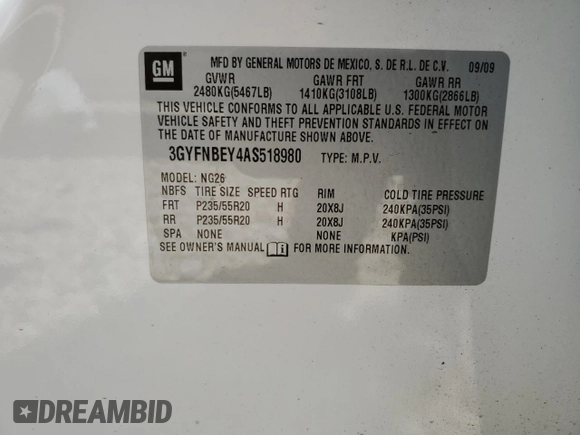 GM
MFD BY GENERAL MOTORS DE MEXICO, S. DE R.L. DE C.V. 09/09
GVWR GAWR FRT GAWR RR
2480KG(5467LB) 1410KG(3108LB) 1300KG(2866LB)
THIS VEHICLE CONFORMS TO ALL APPLICABLE U.S. FEDERAL MOTOR
VEHICLE SAFETY AND THEFT PREVENTION STANDARDS IN EFFECT ON
THE DATE OF MANUFACTURE SHOWN ABOVE.
3GYFNBEY4AS518980 TYPE: M.P.V.
MODEL: NG26
NBFS TIRE SIZE SPEED RTG RIM COLD TIRE PRESSURE
FRT P235/55R20 H 20X8J 240KPA(35PSI)
RR P235/55R20 H 20X8J 240KPA(35PSI)
SPA NONE NONE KPA(PSI)
SEE OWNER'S MANUAL FOR MORE INFORMATION.
DREAMBID